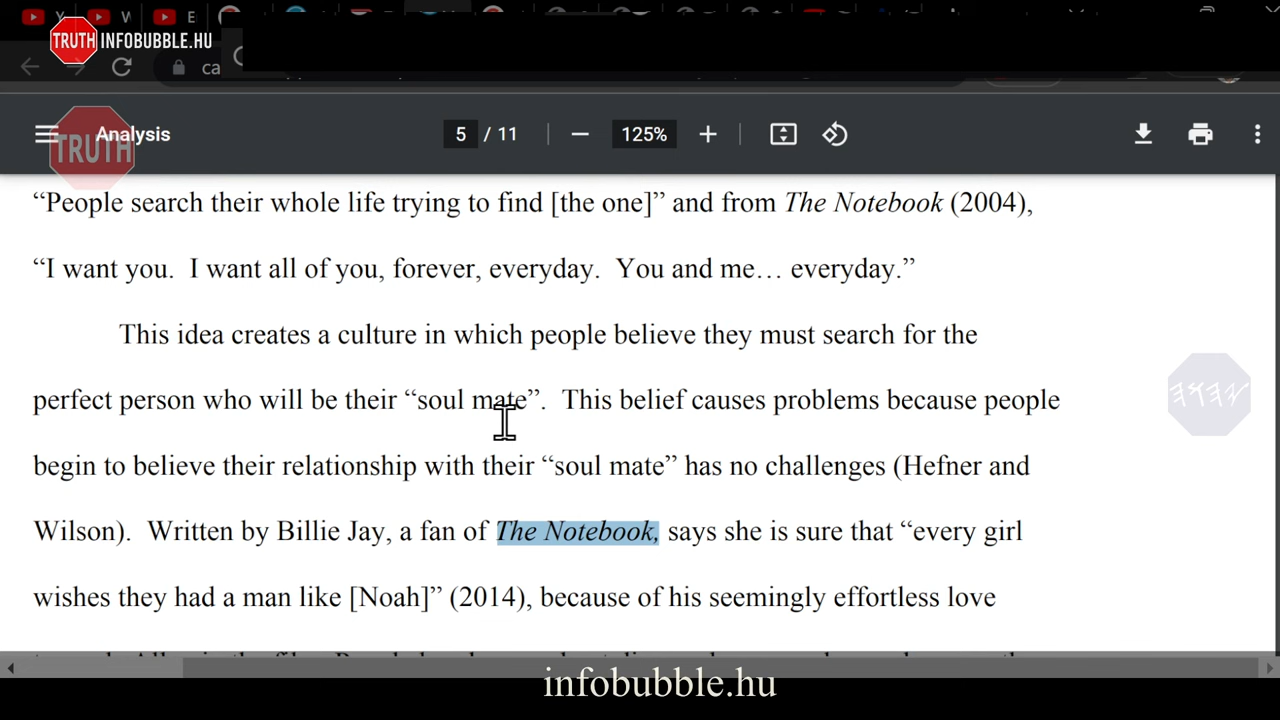 Y
V
E
TRUTH INFOBUBBLE.HU
ca
TRUTH
Analysis
5 / 11
125%
“People search their whole life trying to find [the one]” and from The Notebook (2004),
“I want you. I want all of you, forever, everyday. You and me… everyday.”
This idea creates a culture in which people believe they must search for the
perfect person who will be their “soul mate”. This belief causes problems because people
begin to believe their relationship with their “soul mate” has no challenges (Hefner and
Wilson). Written by Billie Jay, a fan of The Notebook, says she is sure that “every girl
wishes they had a man like [Noah]” (2014), because of his seemingly effortless love
infobubble.hu